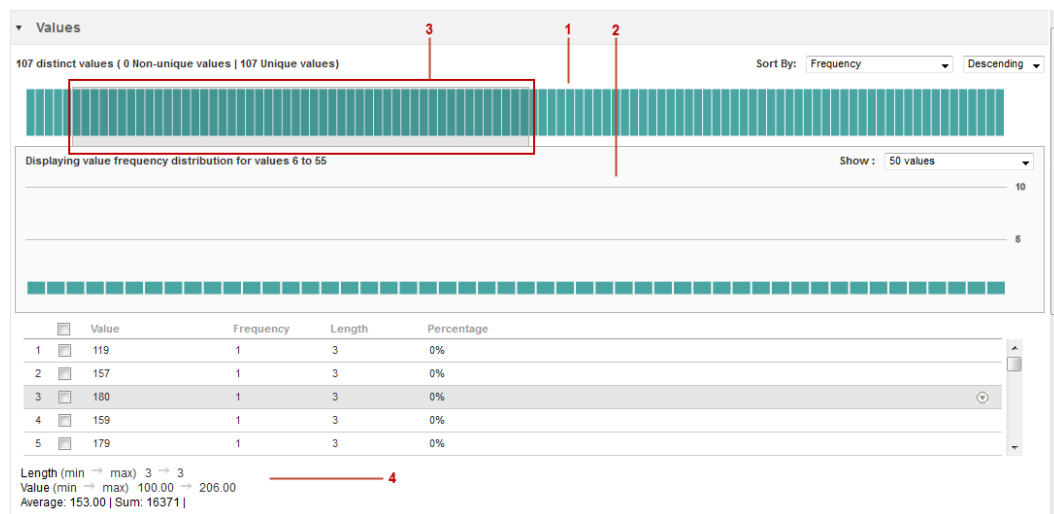 Values
3 1 2
107 distinct values ( 0 Non-unique values | 107 Unique values) Sort By: Frequency Descending
Displaying value frequency distribution for values 6 to 55 Show : 50 values
10
5
Value Frequency Length Percentage
1 119 1 3 0%
2 157 1 3 0%
3 180 1 3 0%
4 159 1 3 0%
5 179 1 3 0%
Length (min → max) 3 → 3
4
Value (min → max) 100.00 → 206.00
Average: 153.00 | Sum: 16371 |